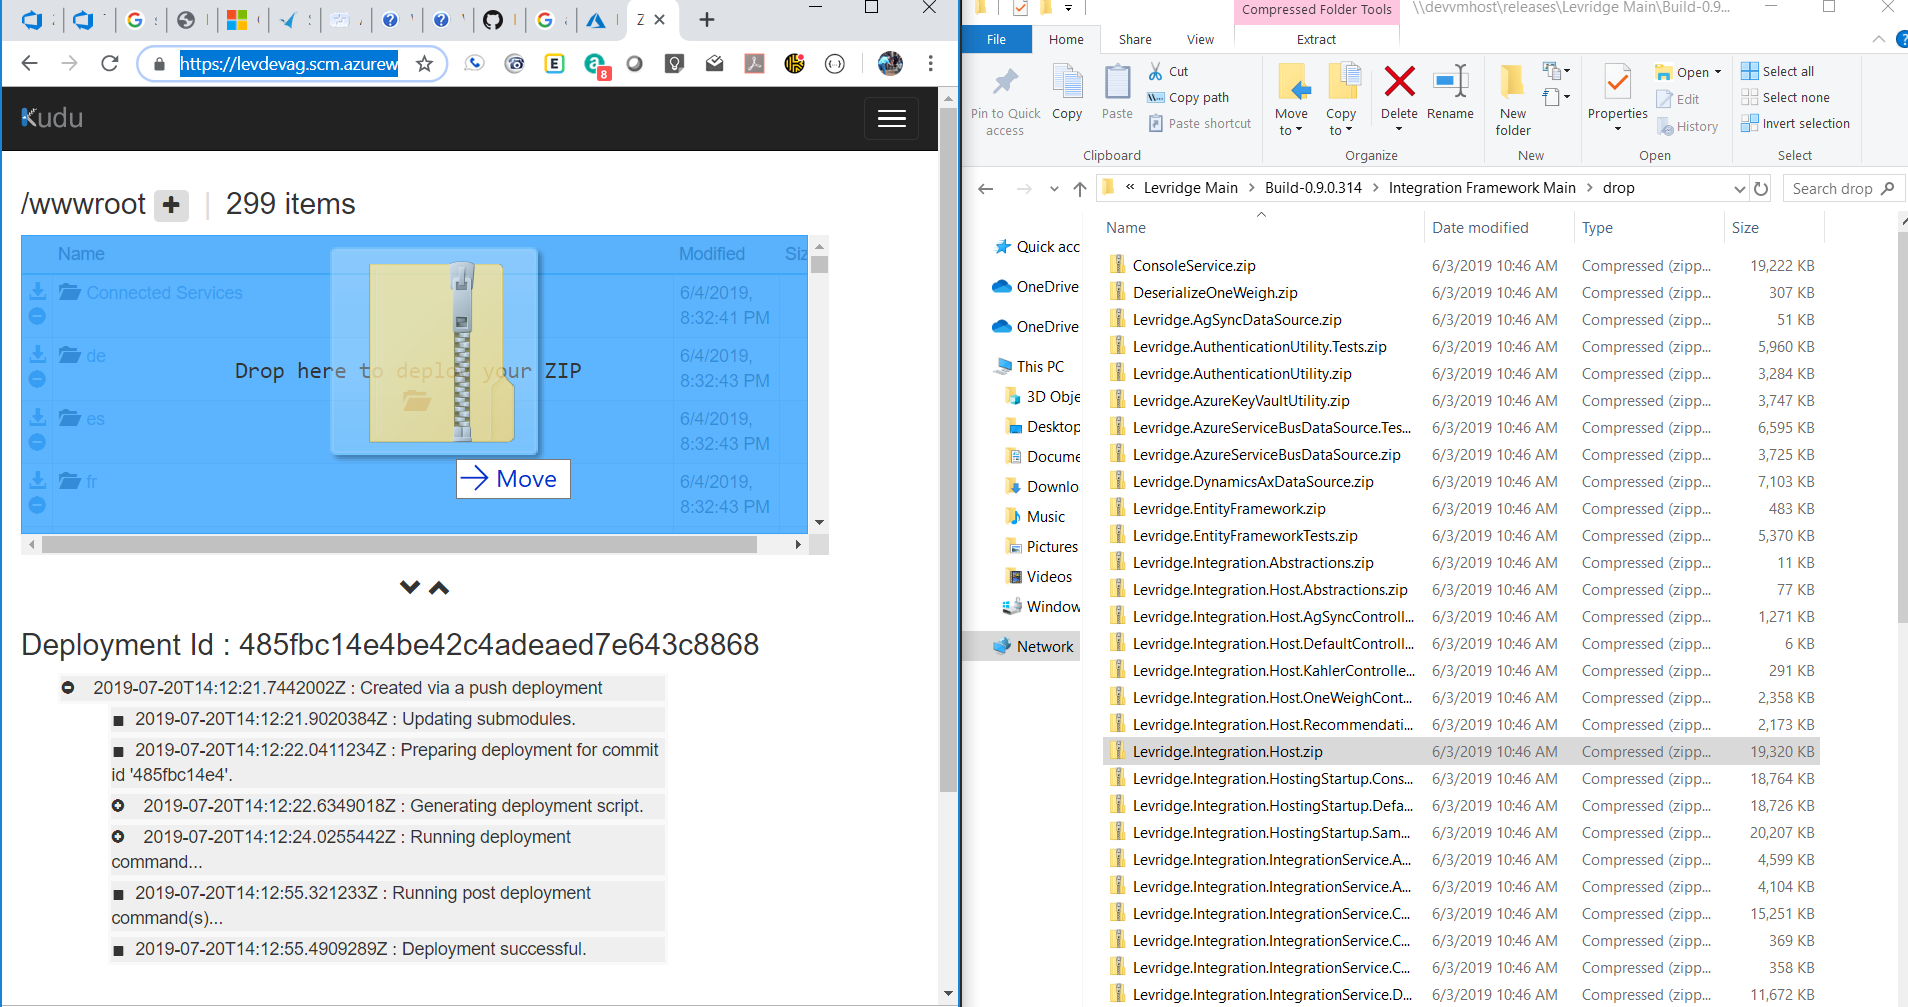 Z
https://levdevag.scm.azurew
8
Kudu
/wwwroot | 299 items
Name Modified Siz
Connected Services 6/4/2019, 8:32:41 PM
de 6/4/2019, 8:32:43 PM
es 6/4/2019, 8:32:43 PM
fr 6/4/2019, 8:32:43 PM
Drop here to deploy your ZIP
Move
Deployment Id : 485fbc14e4be42c4adeaed7e643c8868
2019-07-20T14:12:21.7442002Z : Created via a push deployment
2019-07-20T14:12:21.9020384Z : Updating submodules.
2019-07-20T14:12:22.0411234Z : Preparing deployment for commit
id '485fbc14e4'.
2019-07-20T14:12:22.6349018Z : Generating deployment script.
2019-07-20T14:12:24.0255442Z : Running deployment
command...
2019-07-20T14:12:55.321233Z : Running post deployment
command(s)...
2019-07-20T14:12:55.4909289Z : Deployment successful.
Compressed Folder Tools \\devvmhost\releases\Levridge Main\Build-0.9...
File Home Share View Extract
Pin to Quick access
Copy
Paste
Cut
Copy path
Paste shortcut
Clipboard
Move to
Copy to
Delete
Rename
Organize
New folder
New
Properties
Open
Edit
History
Open
Select all
Select none
Invert selection
Select
« Levridge Main > Build-0.9.0.314 > Integration Framework Main > drop
Search drop
Quick acc
OneDrive
OneDrive
This PC
3D Obje
Desktop
Docume
Downlo
Music
Pictures
Videos
Window
Network
Name Date modified Type Size
ConsoleService.zip 6/3/2019 10:46 AM Compressed (zipp... 19,222 KB
DeserializeOneWeigh.zip 6/3/2019 10:46 AM Compressed (zipp... 307 KB
Levridge.AgSyncDataSource.zip 6/3/2019 10:46 AM Compressed (zipp... 51 KB
Levridge.AuthenticationUtility.Tests.zip 6/3/2019 10:46 AM Compressed (zipp... 5,960 KB
Levridge.AuthenticationUtility.zip 6/3/2019 10:46 AM Compressed (zipp... 3,284 KB
Levridge.AzureKeyVaultUtility.zip 6/3/2019 10:46 AM Compressed (zipp... 3,747 KB
Levridge.AzureServiceBusDataSource.Tes... 6/3/2019 10:46 AM Compressed (zipp... 6,595 KB
Levridge.AzureServiceBusDataSource.zip 6/3/2019 10:46 AM Compressed (zipp... 3,725 KB
Levridge.DynamicsAxDataSource.zip 6/3/2019 10:46 AM Compressed (zipp... 7,103 KB
Levridge.EntityFramework.zip 6/3/2019 10:46 AM Compressed (zipp... 483 KB
Levridge.EntityFrameworkTests.zip 6/3/2019 10:46 AM Compressed (zipp... 5,370 KB
Levridge.Integration.Abstractions.zip 6/3/2019 10:46 AM Compressed (zipp... 11 KB
Levridge.Integration.Host.Abstractions.zip 6/3/2019 10:46 AM Compressed (zipp... 77 KB
Levridge.Integration.Host.AgSyncControll... 6/3/2019 10:46 AM Compressed (zipp... 1,271 KB
Levridge.Integration.Host.DefaultControll... 6/3/2019 10:46 AM Compressed (zipp... 6 KB
Levridge.Integration.Host.KahlerControlle... 6/3/2019 10:46 AM Compressed (zipp... 291 KB
Levridge.Integration.Host.OneWeighCont... 6/3/2019 10:46 AM Compressed (zipp... 2,358 KB
Levridge.Integration.Host.Recommendati... 6/3/2019 10:46 AM Compressed (zipp... 2,173 KB
Levridge.Integration.Host.zip 6/3/2019 10:46 AM Compressed (zipp... 19,320 KB
Levridge.Integration.HostingStartup.Cons... 6/3/2019 10:46 AM Compressed (zipp... 18,764 KB
Levridge.Integration.HostingStartup.Defa... 6/3/2019 10:46 AM Compressed (zipp... 18,726 KB
Levridge.Integration.HostingStartup.Sam... 6/3/2019 10:46 AM Compressed (zipp... 20,207 KB
Levridge.Integration.IntegrationService.A... 6/3/2019 10:46 AM Compressed (zipp... 4,599 KB
Levridge.Integration.IntegrationService.A... 6/3/2019 10:46 AM Compressed (zipp... 4,104 KB
Levridge.Integration.IntegrationService.C... 6/3/2019 10:46 AM Compressed (zipp... 15,251 KB
Levridge.Integration.IntegrationService.C... 6/3/2019 10:46 AM Compressed (zipp... 369 KB
Levridge.Integration.IntegrationService.C... 6/3/2019 10:46 AM Compressed (zipp... 358 KB
Levridge.Integration.IntegrationService.D... 6/3/2019 10:46 AM Compressed (zipp... 11,672 KB